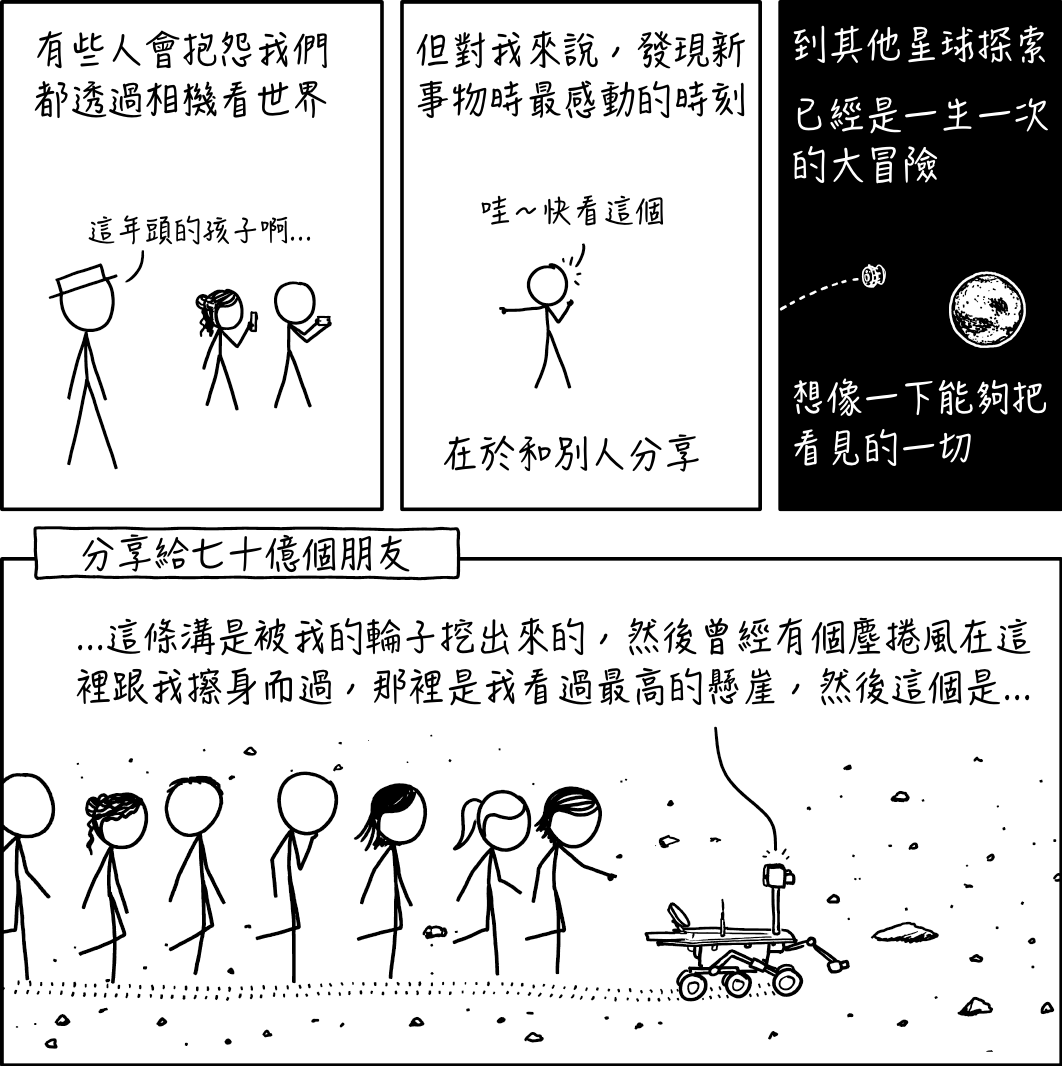 有些人會抱怨我們
都透過相機看世界
這年頭的孩子啊...
但對我來說，發現新
事物時最感動的時刻
哇～快看這個
在於和別人分享
到其他星球探索
已經是一生一次
的大冒險
想像一下能夠把
看見的一切
分享給七十億個朋友
...這條溝是被我的輪子挖出來的，然後曾經有個塵捲風在這
裡跟我擦身而過，那裡是我看過最高的懸崖，然後這個是...